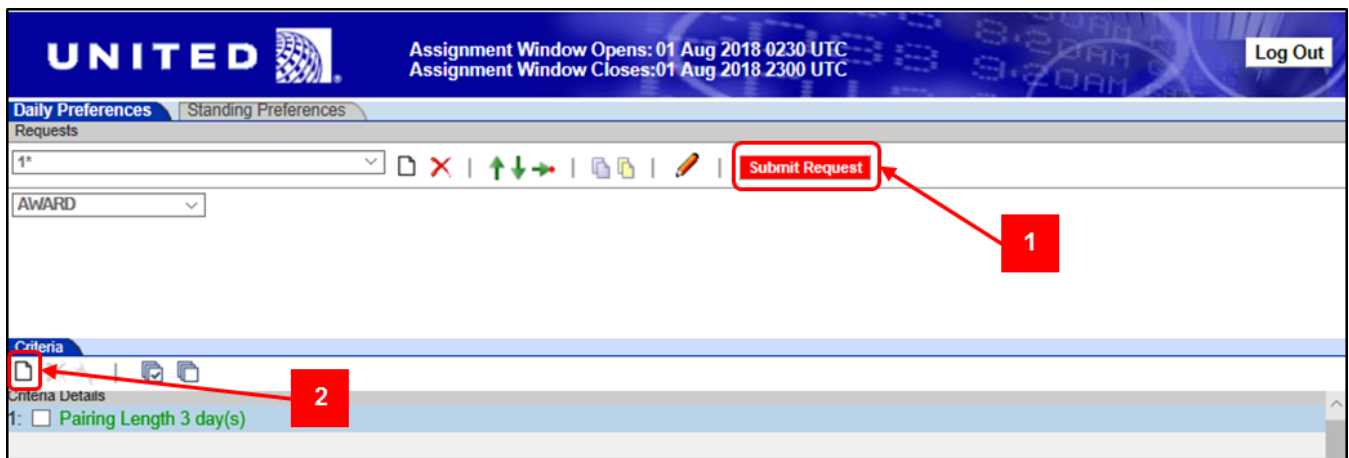 UNITED
Assignment Window Opens: 01 Aug 2018 0230 UTC
Assignment Window Closes:01 Aug 2018 2300 UTC
Log Out
Daily Preferences Standing Preferences
Requests
1*
Submit Request
AWARD
1
Criteria
2
Criteria Details
1: Pairing Length 3 day(s)